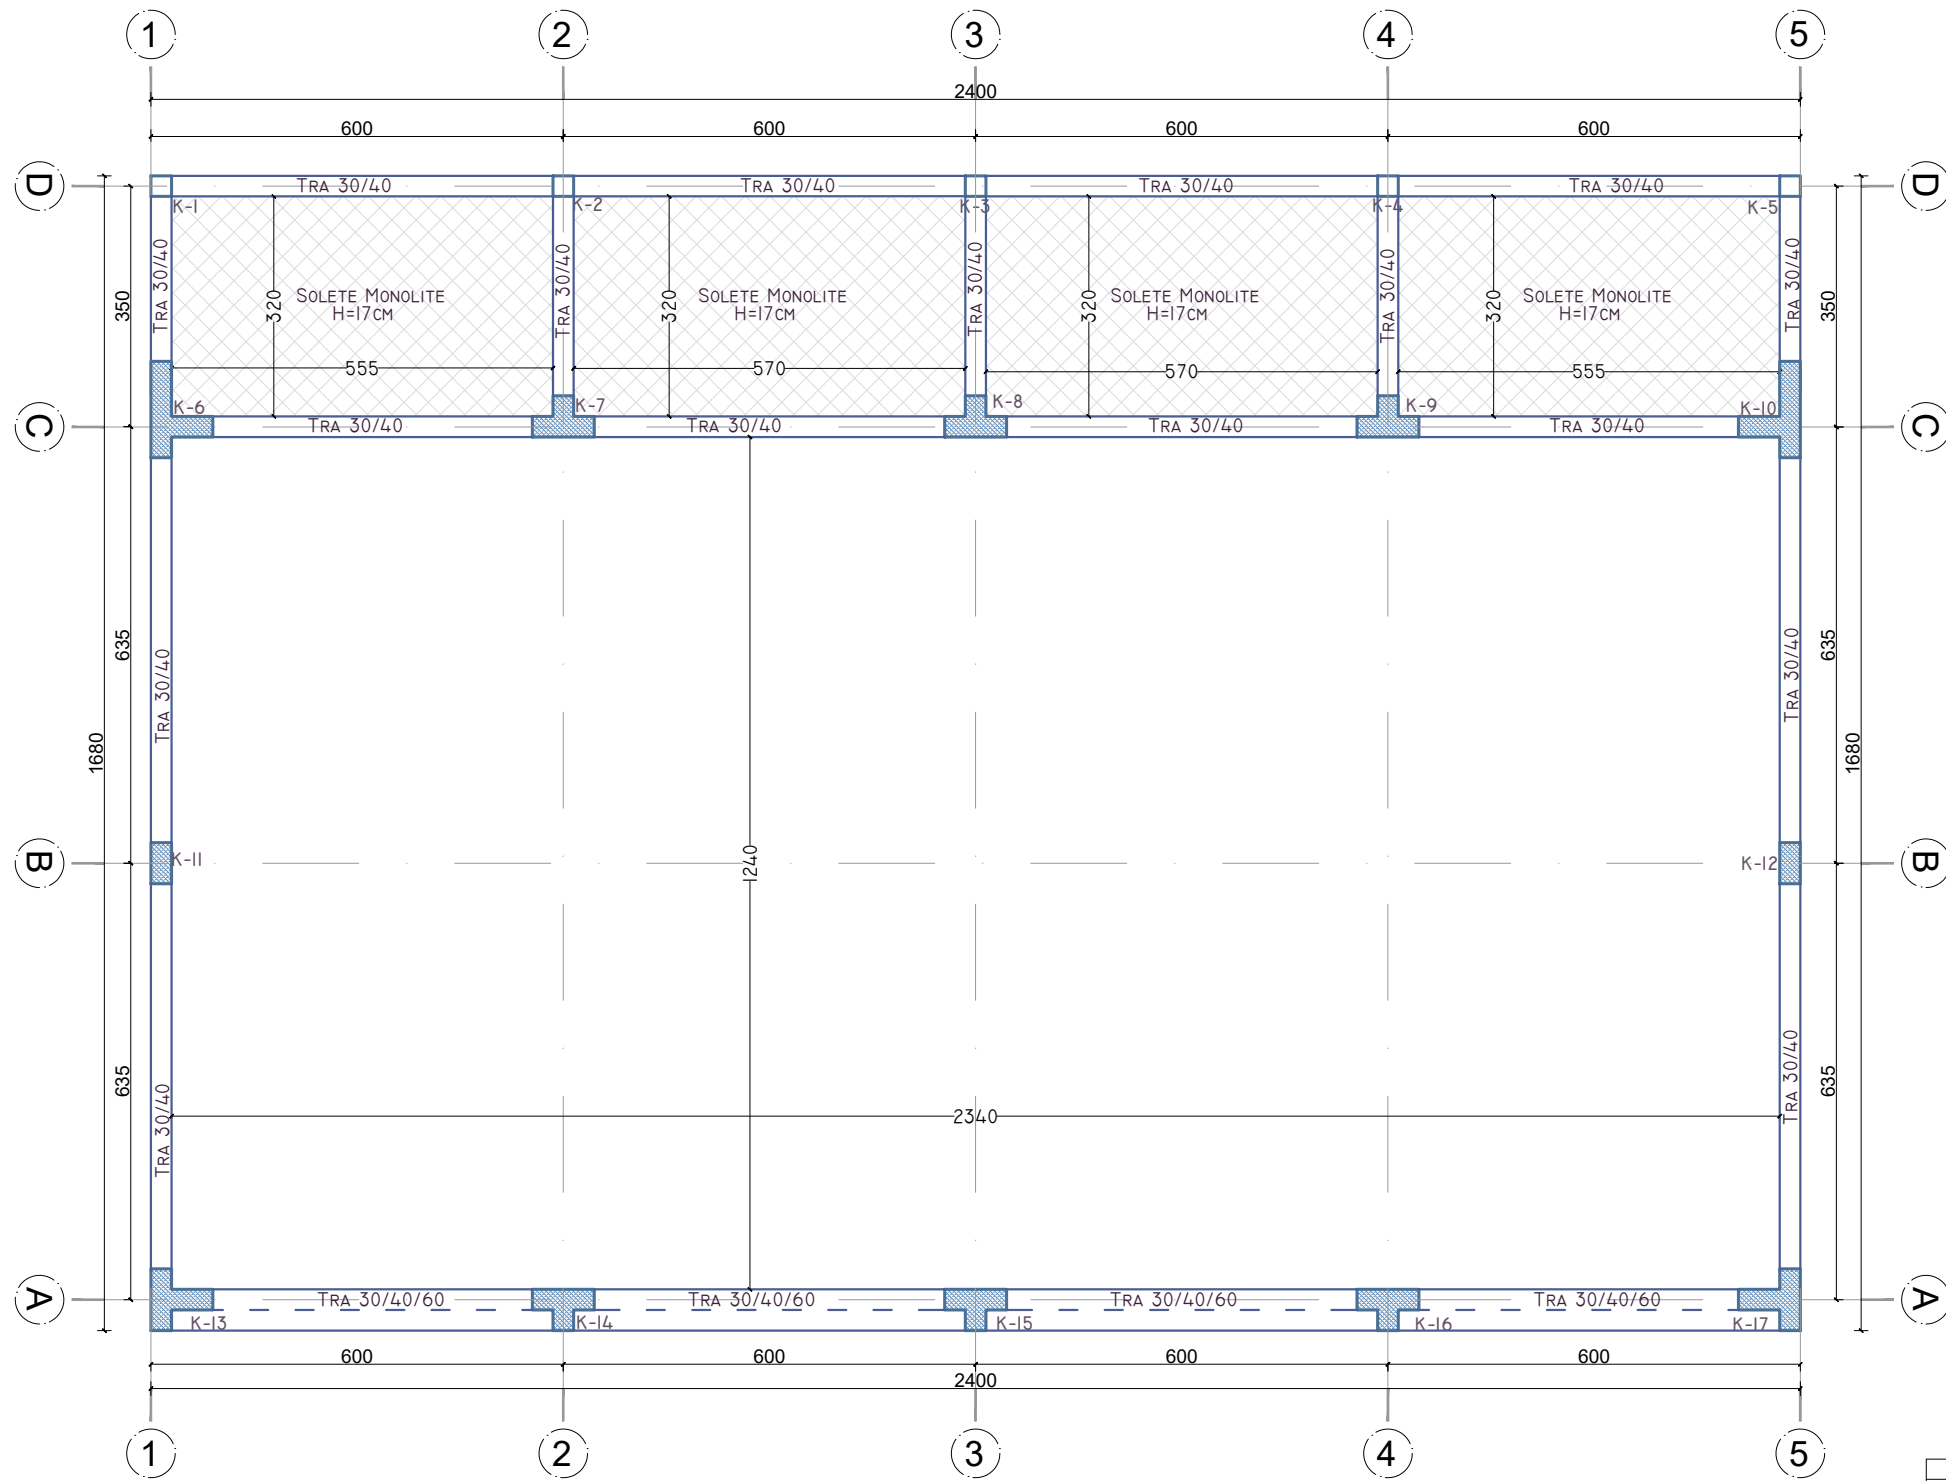 1 2 3 4 5
2400
600 600 600 600
D TRA 30/40 TRA 30/40 TRA 30/40 TRA 30/40 D
K-1 K-2 K-3 K-4 K-5
TRA 30/40 TRA 30/40 TRA 30/40 TRA 30/40 TRA 30/40
350 320 320 320 320 350
SOLETE MONOLITE SOLETE MONOLITE SOLETE MONOLITE SOLETE MONOLITE
H=17CM H=17CM H=17CM H=17CM
555 570 570 555
K-6 K-7 K-8 K-9 K-10
C TRA 30/40 TRA 30/40 TRA 30/40 TRA 30/40 C
635 635
TRA 30/40 TRA 30/40
1680 1680
B K-11 1240 K-12 B
635 635
TRA 30/40 TRA 30/40
2340
A TRA 30/40/60 TRA 30/40/60 TRA 30/40/60 TRA 30/40/60 A
K-13 K-14 K-15 K-16 K-17
600 600 600 600
2400
1 2 3 4 5